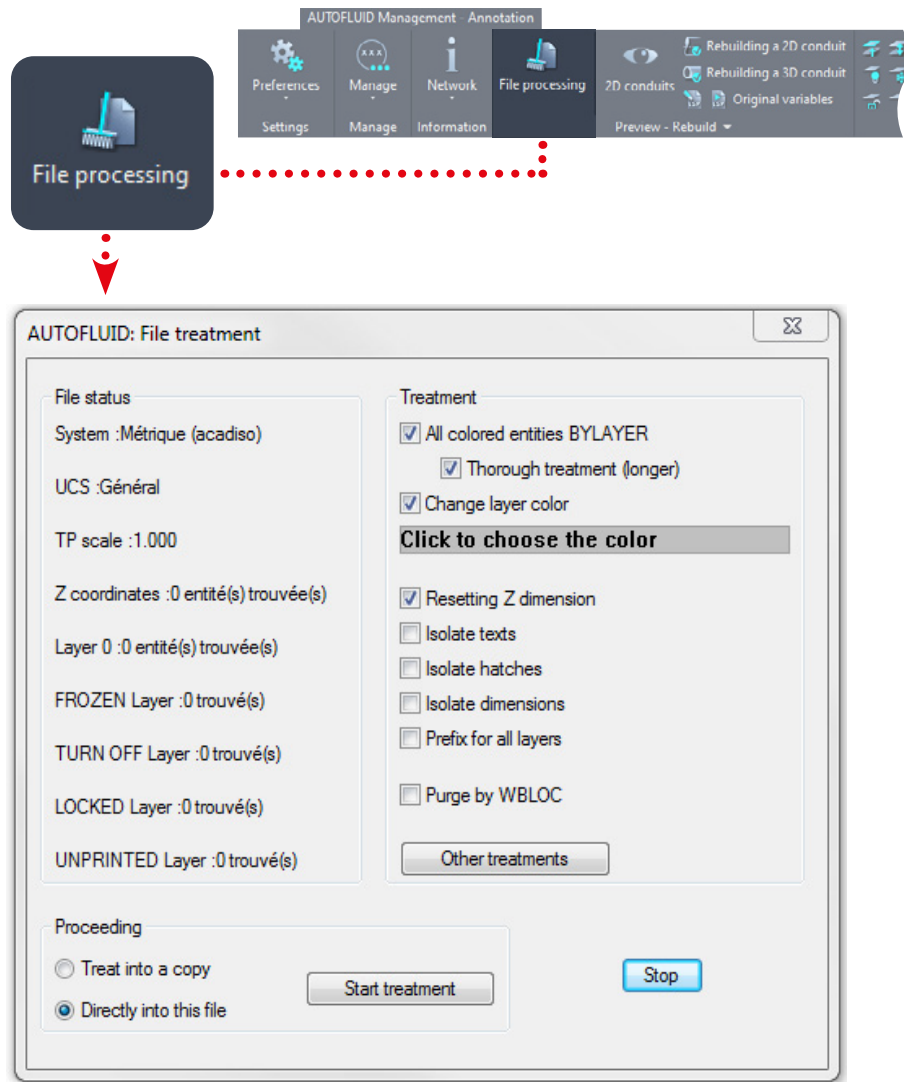 AUTOFLUID Management - Annotation
Preferences
Manage
Network
File processing
2D conduits
Rebuilding a 2D conduit
Rebuilding a 3D conduit
Original variables
Settings
Manage
Information
Preview - Rebuild
File processing
AUTOFLUID: File treatment
File status
System :Métrique (acadiso)
UCS :Général
TP scale :1.000
Z coordinates :0 entité(s) trouvée(s)
Layer 0 :0 entité(s) trouvée(s)
FROZEN Layer :0 trouvé(s)
TURN OFF Layer :0 trouvé(s)
LOCKED Layer :0 trouvé(s)
UNPRINTED Layer :0 trouvé(s)
Treatment
All colored entities BYLAYER
Thorough treatment (longer)
Change layer color
Click to choose the color
Resetting Z dimension
Isolate texts
Isolate hatches
Isolate dimensions
Prefix for all layers
Purge by WBLOC
Other treatments
Proceeding
Treat into a copy
Directly into this file
Start treatment
Stop